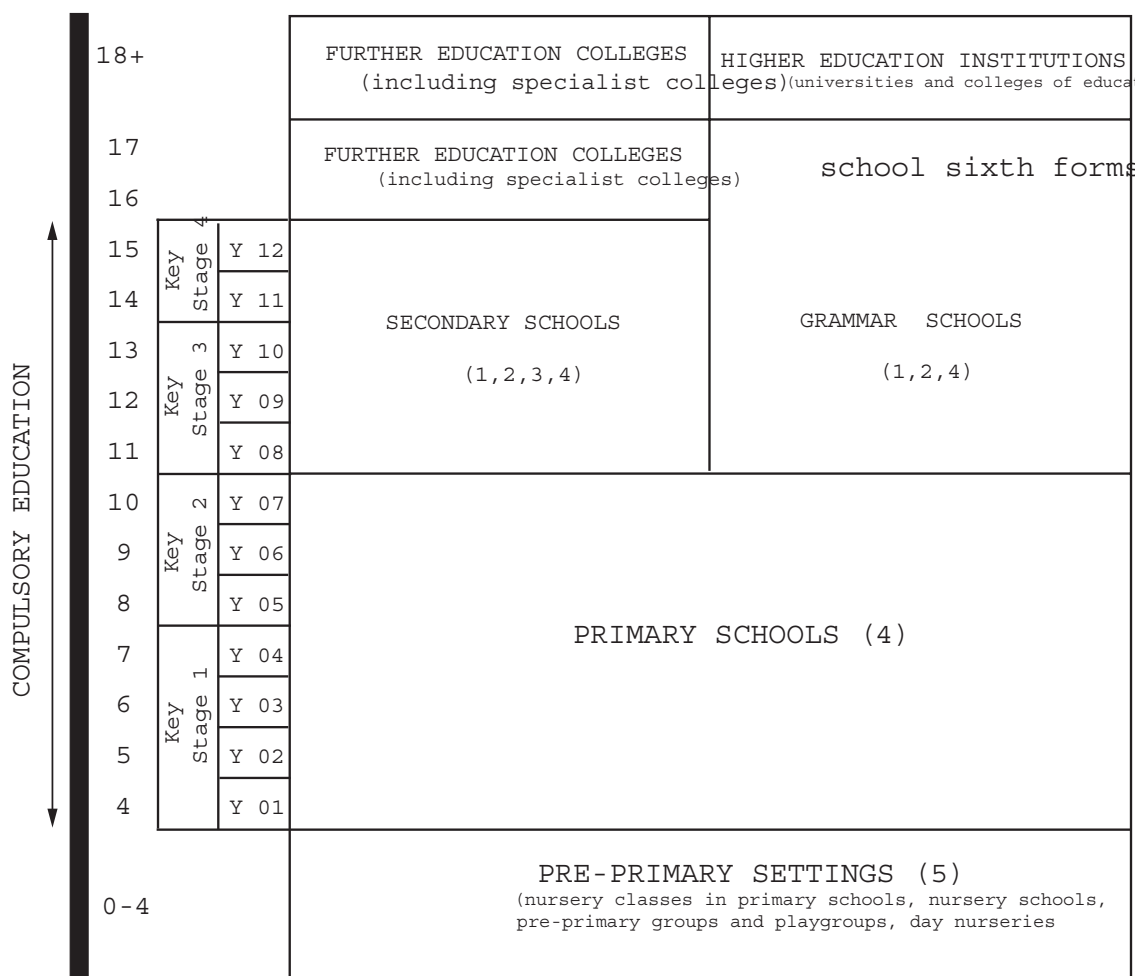 18+
FURTHER EDUCATION COLLEGES
(including specialist colleges)
HIGHER EDUCATION INSTITUTIONS
(universities and colleges of educa
17
FURTHER EDUCATION COLLEGES
(including specialist colleges)
school sixth forms
16
COMPULSORY EDUCATION
15
Key
Stage 4
Y 12
14
Y 11
SECONDARY SCHOOLS
(1,2,3,4)
GRAMMAR SCHOOLS
(1,2,4)
13
Key
Stage 3
Y 10
12
Y 09
11
Y 08
10
Key
Stage 2
Y 07
9
Y 06
8
Y 05
PRIMARY SCHOOLS (4)
7
Key
Stage 1
Y 04
6
Y 03
5
Y 02
4
Y 01
0-4
PRE-PRIMARY SETTINGS (5)
(nursery classes in primary schools, nursery schools,
pre-primary groups and playgroups, day nurseries